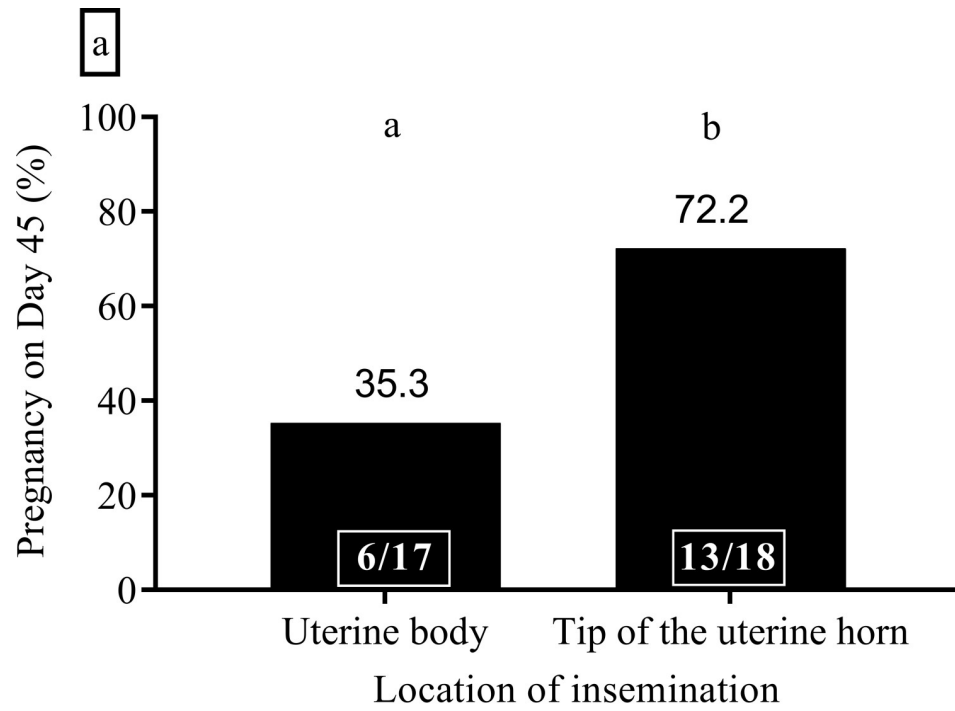 a
Pregnancy on Day 45 (%)
100
80
60
40
20
0
a
b
35.3
72.2
6/17
13/18
Uterine body
Tip of the uterine horn
Location of insemination